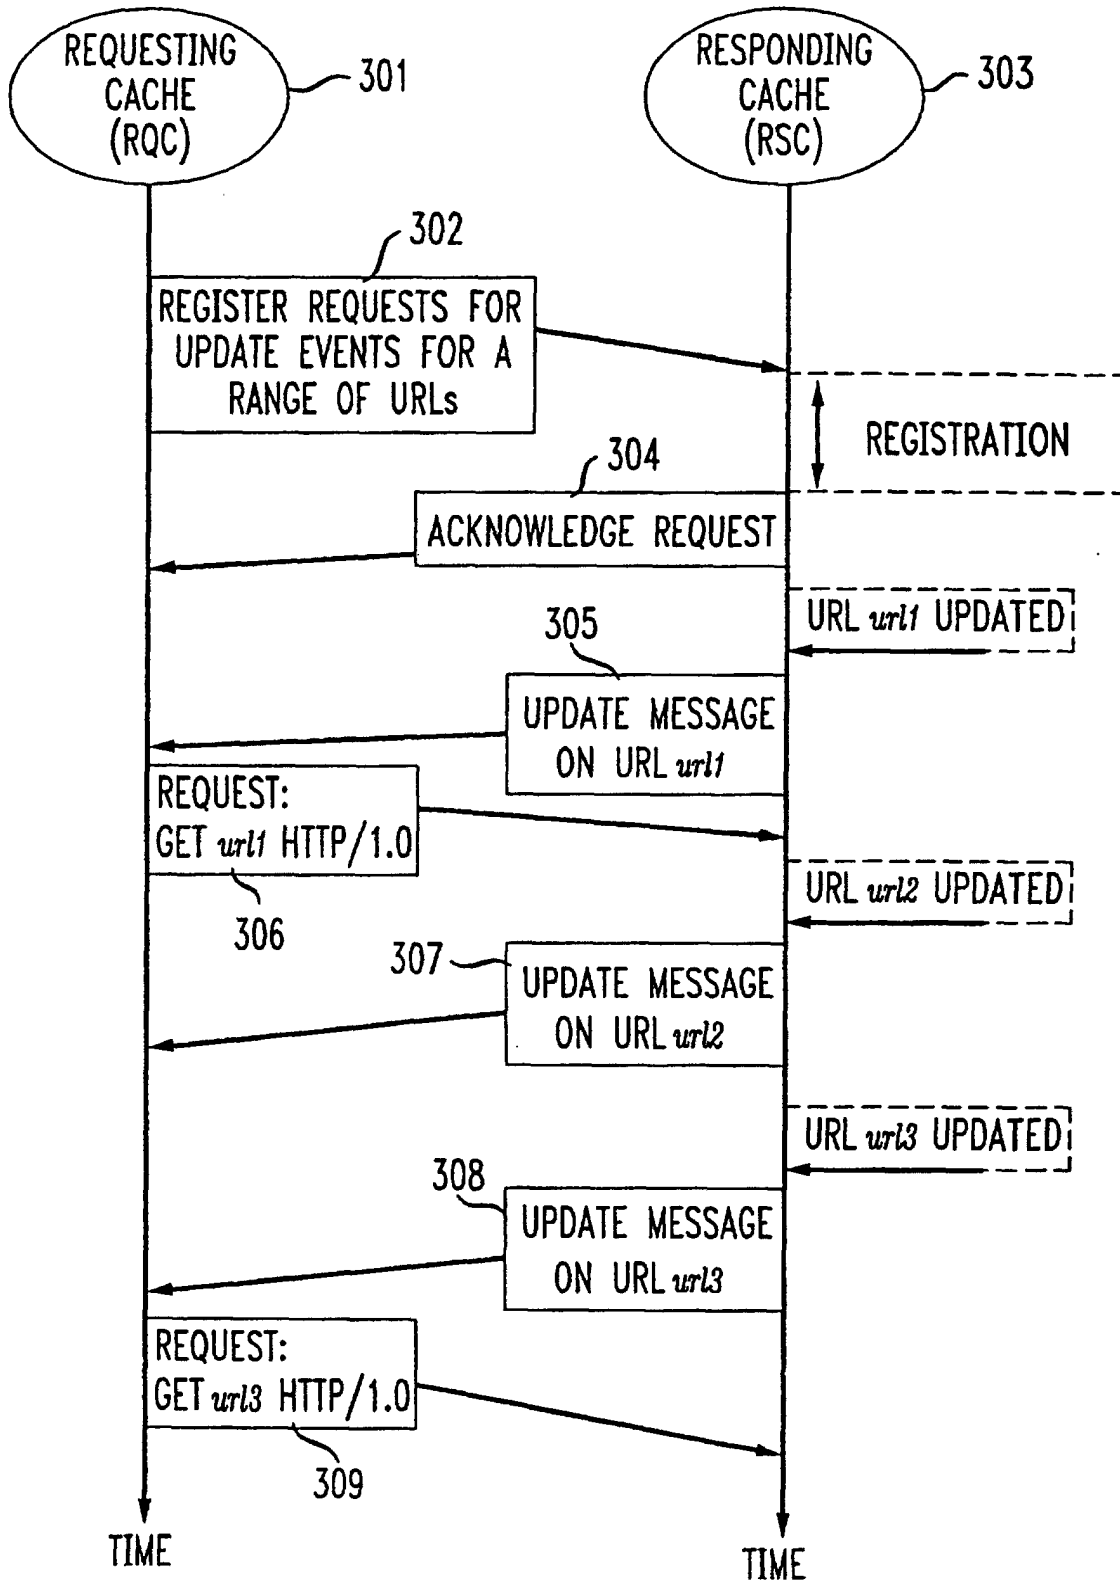 REQUESTING
CACHE
(RQC)
301
RESPONDING
CACHE
(RSC)
303
302
REGISTER REQUESTS FOR
UPDATE EVENTS FOR A
RANGE OF URLs
REGISTRATION
304
ACKNOWLEDGE REQUEST
URL url1 UPDATED
305
UPDATE MESSAGE
ON URL url1
REQUEST:
GET url1 HTTP/1.0
306
URL url2 UPDATED
307
UPDATE MESSAGE
ON URL url2
URL url3 UPDATED
308
UPDATE MESSAGE
ON URL url3
REQUEST:
GET url3 HTTP/1.0
309
TIME
TIME